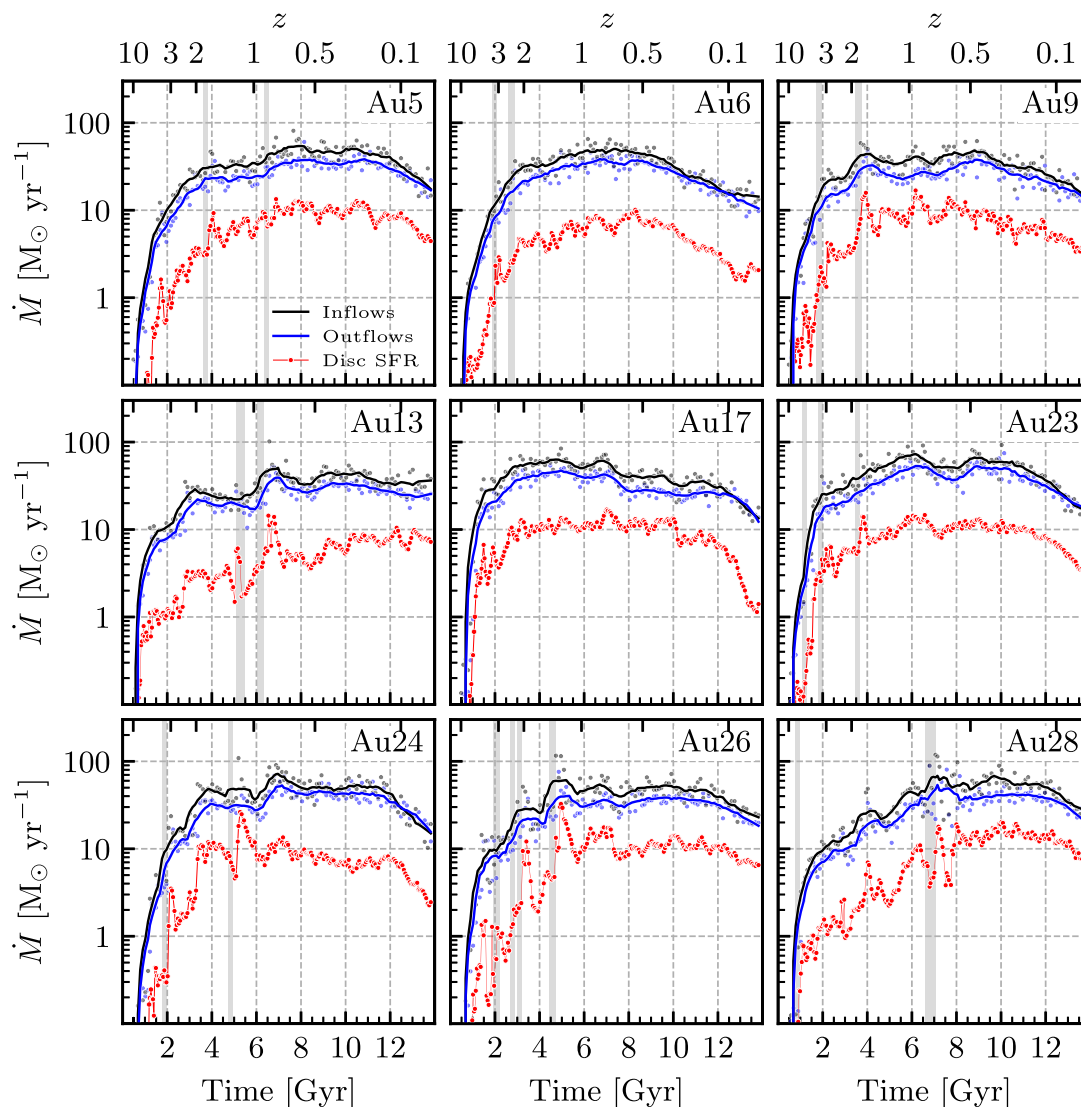 z z z
10 3 2 1 0.5 0.1 10 3 2 1 0.5 0.1 10 3 2 1 0.5 0.1
Au5 Au6 Au9
100
10
1
Ṁ [M⊙ yr⁻¹]
Inflows
Outflows
Disc SFR
Au13 Au17 Au23
100
10
1
Ṁ [M⊙ yr⁻¹]
Au24 Au26 Au28
100
10
1
Ṁ [M⊙ yr⁻¹]
2 4 6 8 10 12 2 4 6 8 10 12 2 4 6 8 10 12
Time [Gyr] Time [Gyr] Time [Gyr]